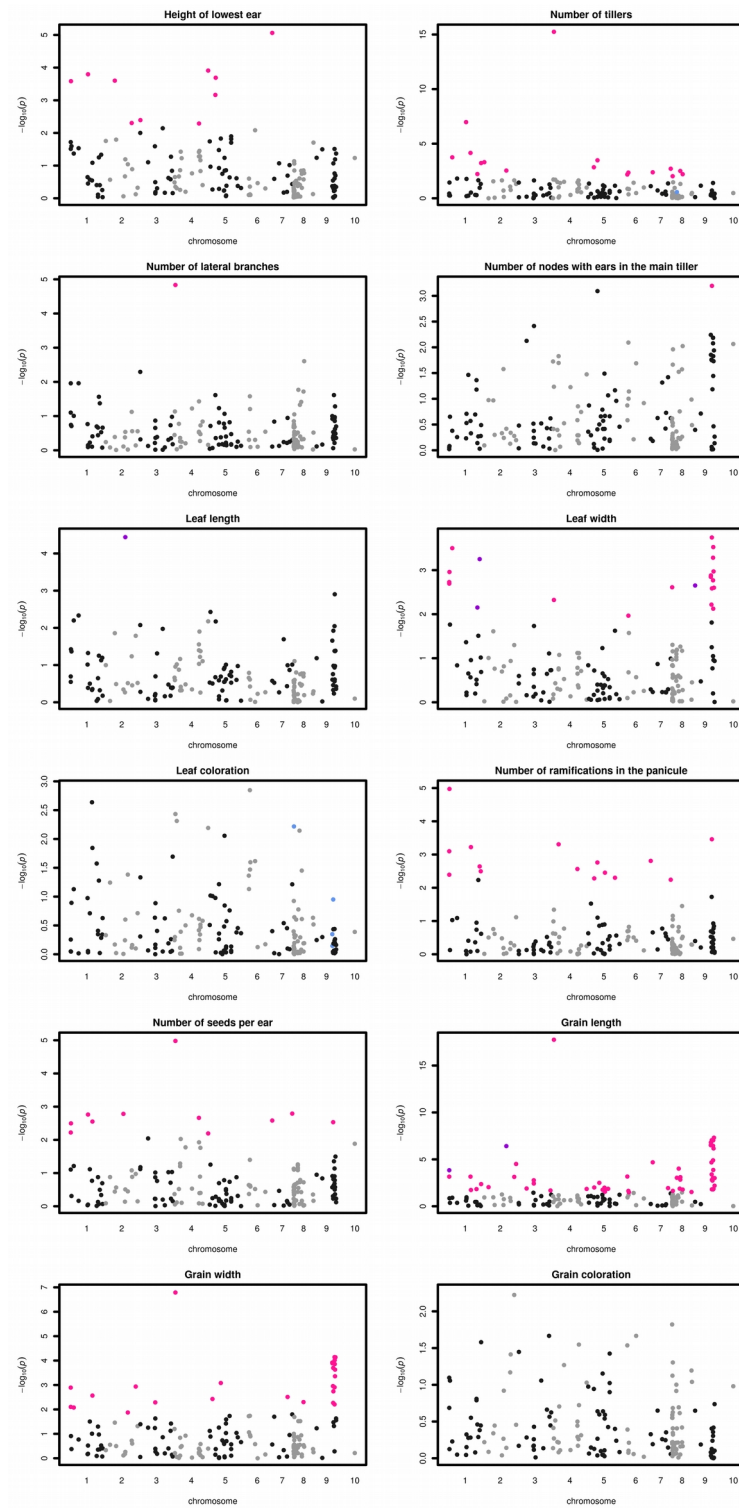 Height of lowest ear
Number of tillers
5
4
3
2
1
0
−log10(p)
1 2 3 4 5 6 7 8 9 10
chromosome
15
10
5
0
−log10(p)
1 2 3 4 5 6 7 8 9 10
chromosome
Number of lateral branches
Number of nodes with ears in the main tiller
5
4
3
2
1
0
−log10(p)
1 2 3 4 5 6 7 8 9 10
chromosome
3.0
2.5
2.0
1.5
1.0
0.5
0.0
−log10(p)
1 2 3 4 5 6 7 8 9 10
chromosome
Leaf length
Leaf width
4
3
2
1
0
−log10(p)
1 2 3 4 5 6 7 8 9 10
chromosome
3
2
1
0
−log10(p)
1 2 3 4 5 6 7 8 9 10
chromosome
Leaf coloration
Number of ramifications in the panicule
3.0
2.5
2.0
1.5
1.0
0.5
0.0
−log10(p)
1 2 3 4 5 6 7 8 9 10
chromosome
5
4
3
2
1
0
−log10(p)
1 2 3 4 5 6 7 8 9 10
chromosome
Number of seeds per ear
Grain length
5
4
3
2
1
0
−log10(p)
1 2 3 4 5 6 7 8 9 10
chromosome
15
10
5
0
−log10(p)
1 2 3 4 5 6 7 8 9 10
chromosome
Grain width
Grain coloration
7
6
5
4
3
2
1
0
−log10(p)
1 2 3 4 5 6 7 8 9 10
chromosome
2.0
1.5
1.0
0.5
0.0
−log10(p)
1 2 3 4 5 6 7 8 9 10
chromosome